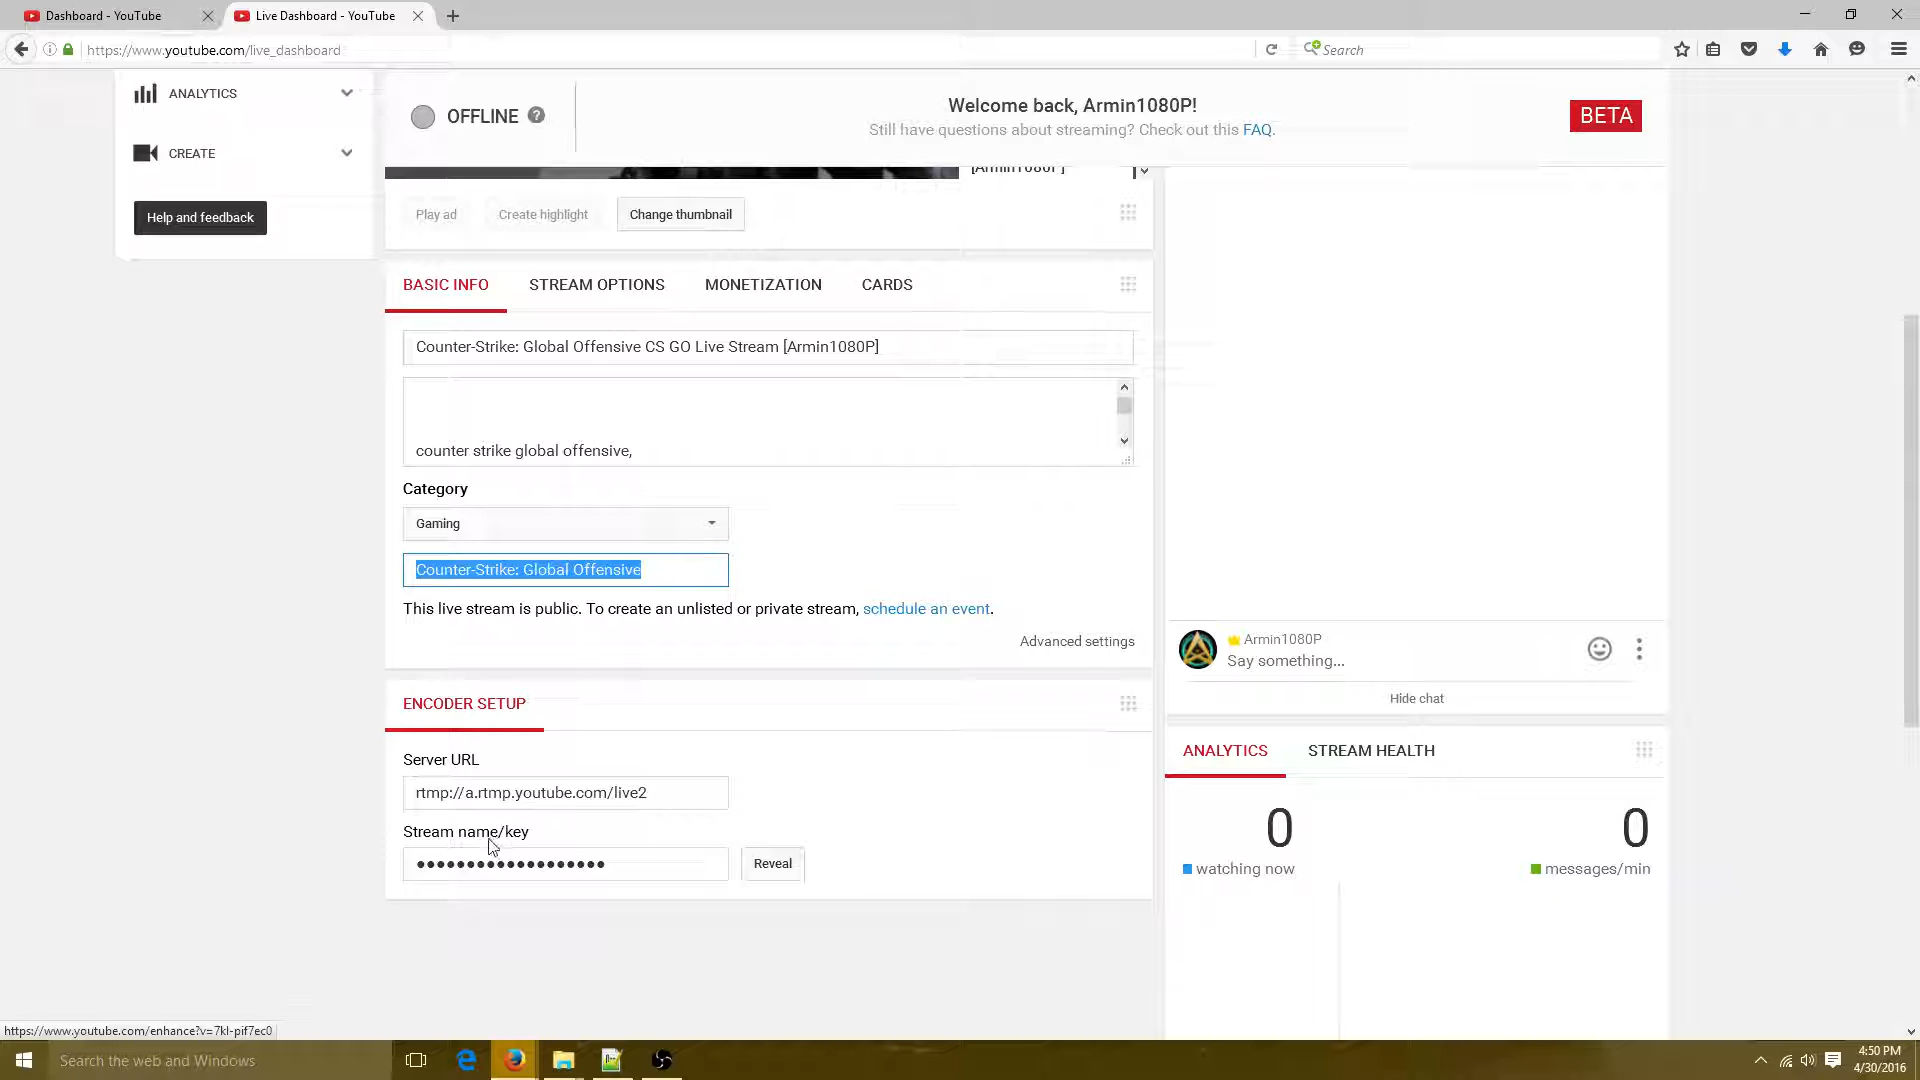 Dashboard - YouTube
Live Dashboard - YouTube
https://www.youtube.com/live_dashboard
Search
ANALYTICS
CREATE
Help and feedback
OFFLINE ?
Welcome back, Armin1080P!
Still have questions about streaming? Check out this FAQ.
BETA
[Armin1080P]
Play ad
Create highlight
Change thumbnail
BASIC INFO
STREAM OPTIONS
MONETIZATION
CARDS
Counter-Strike: Global Offensive CS GO Live Stream [Armin1080P]
counter strike global offensive,
Category
Gaming
Counter-Strike: Global Offensive
This live stream is public. To create an unlisted or private stream, schedule an event.
Advanced settings
ENCODER SETUP
Server URL
rtmp://a.rtmp.youtube.com/live2
Stream name/key
●●●●●●●●●●●●●●●●●●●
Reveal
Armin1080P
Say something...
Hide chat
ANALYTICS
STREAM HEALTH
0
watching now
0
messages/min
https://www.youtube.com/enhance?v=7kl-pif7ec0
Search the web and Windows
4:50 PM
4/30/2016